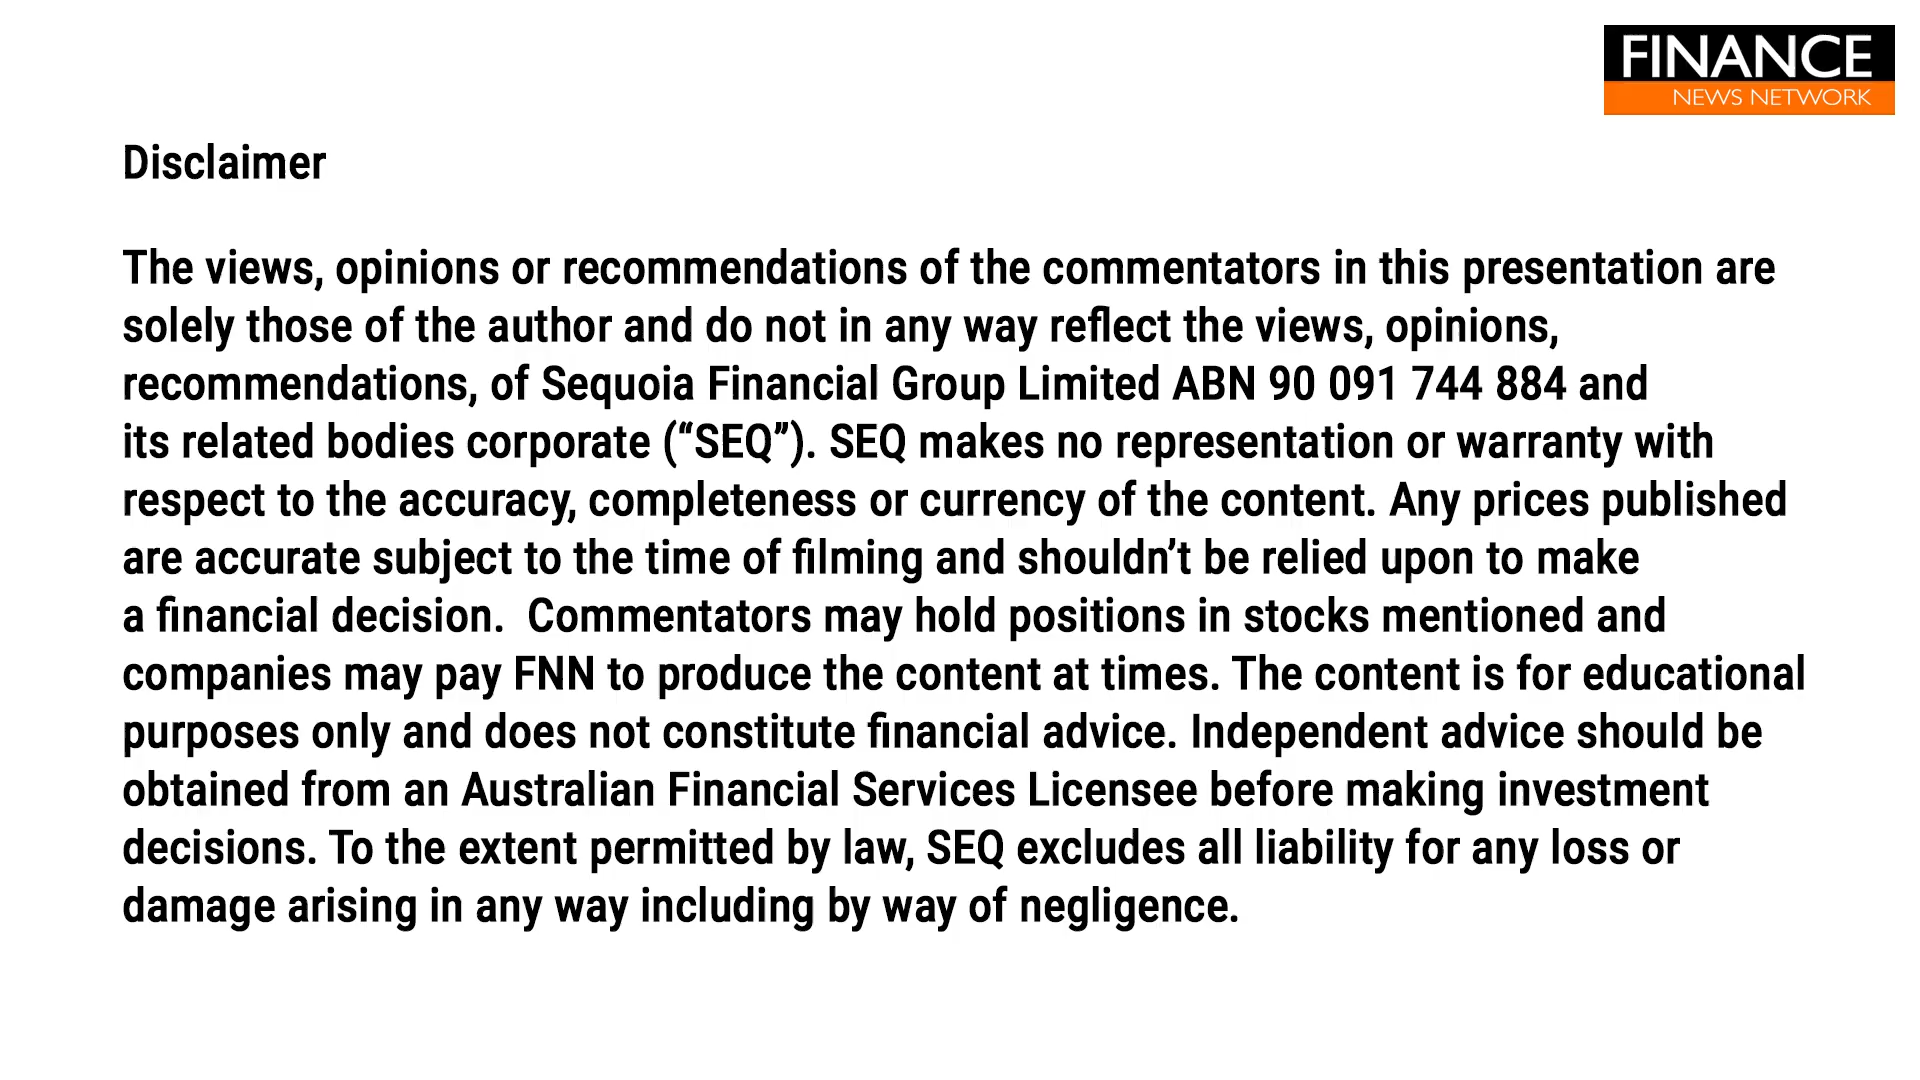 FINANCE
NEWS NETWORK
Disclaimer
The views, opinions or recommendations of the commentators in this presentation are
solely those of the author and do not in any way reflect the views, opinions,
recommendations, of Sequoia Financial Group Limited ABN 90 091 744 884 and
its related bodies corporate (“SEQ”). SEQ makes no representation or warranty with
respect to the accuracy, completeness or currency of the content. Any prices published
are accurate subject to the time of filming and shouldn’t be relied upon to make
a financial decision.  Commentators may hold positions in stocks mentioned and
companies may pay FNN to produce the content at times. The content is for educational
purposes only and does not constitute financial advice. Independent advice should be
obtained from an Australian Financial Services Licensee before making investment
decisions. To the extent permitted by law, SEQ excludes all liability for any loss or
damage arising in any way including by way of negligence.